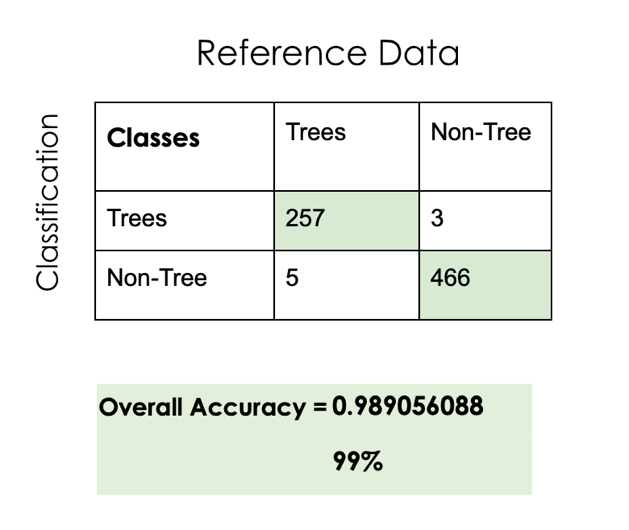 Reference Data
Classification
Classes Trees Non-Tree
Trees 257 3
Non-Tree 5 466
Overall Accuracy = 0.989056088
99%